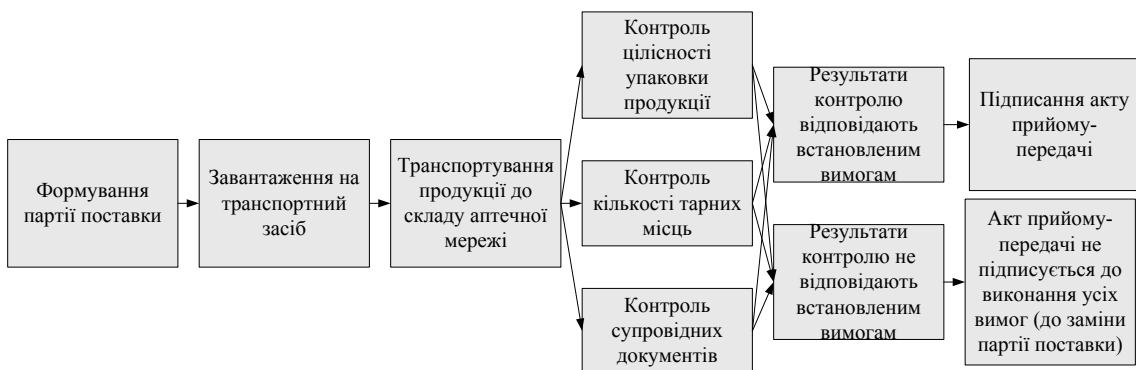 Формування
партії поставки
Завантаження на
транспортний
засіб
Транспортування
продукції до
складу аптечної
мережі
Контроль
цілісності
упаковки
продукції
Контроль
кількості тарних
місць
Контроль
супровідних
документів
Результати
контролю
відповідають
встановленим
вимогам
Результати
контролю не
відповідають
встановленим
вимогам
Підписання акту
прийому-
передачі
Акт прийому-
передачі не
підписується до
виконання усіх
вимог (до заміни
партії поставки)